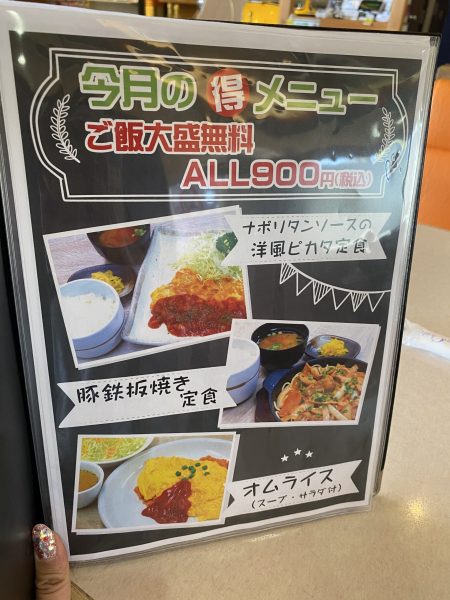 今月の得メニュー
ご飯大盛無料
ALL900円(税込)
ナポリタンソースの
洋風ピカタ定食
豚鉄板焼き
定食
オムライス
(スープ・サラダ付)